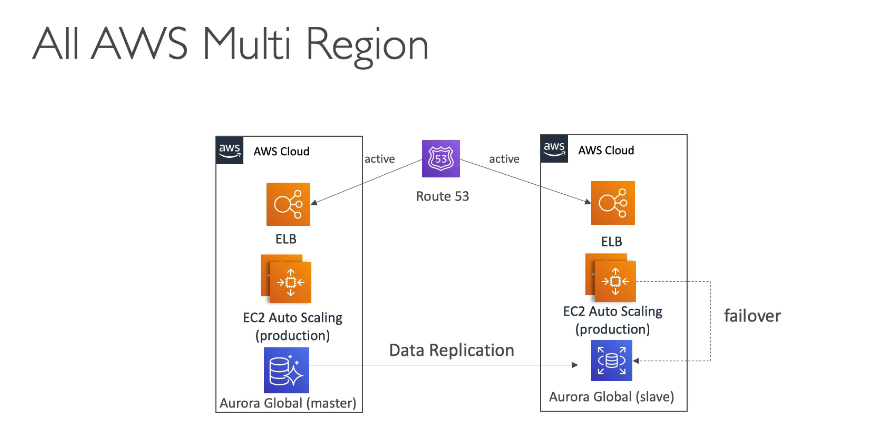 All AWS Multi Region
aws
AWS Cloud
active
53
Route 53
active
aws
AWS Cloud
ELB
ELB
EC2 Auto Scaling
(production)
EC2 Auto Scaling
(production)
failover
Data Replication
Aurora Global (master)
Aurora Global (slave)